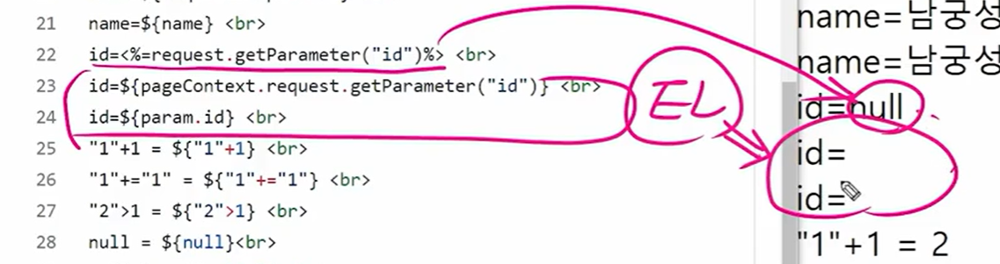 21 name=${name} <br>
22 id=<%=request.getParameter("id")%> <br>
23 id=${pageContext.request.getParameter("id")} <br>
24 id=${param.id} <br>
25 "1"+1 = ${"1"+1} <br>
26 "1"+="1" = ${"1"+="1"} <br>
27 "2">1 = ${"2">1} <br>
28 null = ${null}<br>
EL
name=남궁성
name=남궁성
id=null
id=
id=
"1"+1 = 2